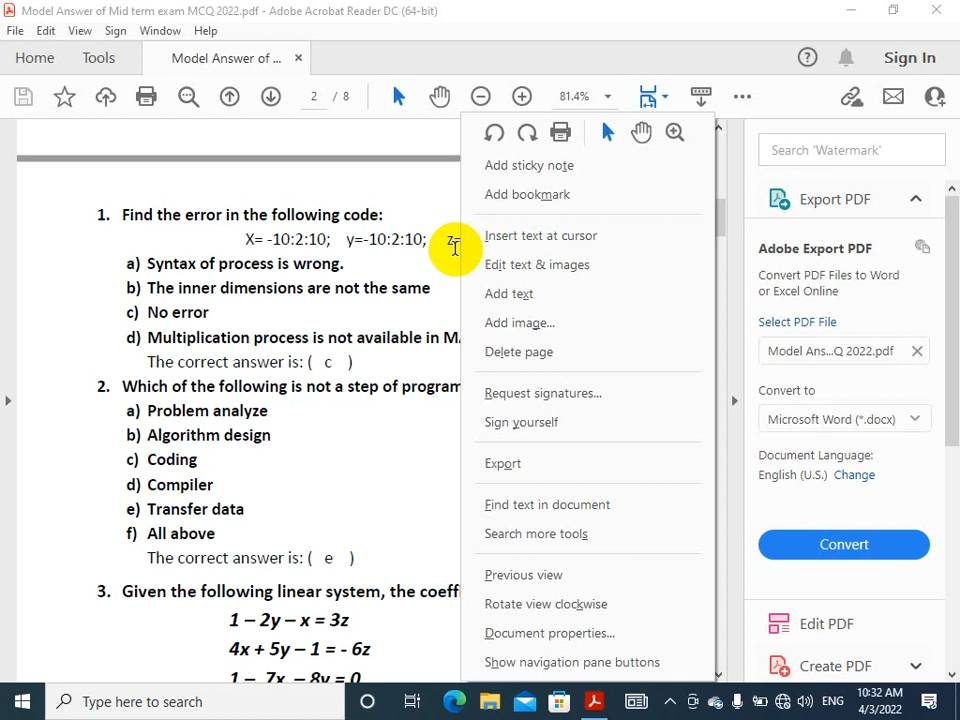 Model Answer of Mid term exam MCQ 2022.pdf - Adobe Acrobat Reader DC (64-bit)
File Edit View Sign Window Help
Home Tools Model Answer of ... × Sign In
2 / 8 81.4%
Add sticky note
Add bookmark
Insert text at cursor
Edit text & images
Add text
Add image...
Delete page
Request signatures...
Sign yourself
Export
Find text in document
Search more tools
Previous view
Rotate view clockwise
Document properties...
Show navigation pane buttons
1. Find the error in the following code:
X= -10:2:10; y=-10:2:10; z=
a) Syntax of process is wrong.
b) The inner dimensions are not the same
c) No error
d) Multiplication process is not available in MA
The correct answer is: ( c )
2. Which of the following is not a step of program
a) Problem analyze
b) Algorithm design
c) Coding
d) Compiler
e) Transfer data
f) All above
The correct answer is: ( e )
3. Given the following linear system, the coeffi
1 – 2y – x = 3z
4x + 5y – 1 = - 6z
1 – 7x – 8y = 0
Search 'Watermark'
Export PDF
Adobe Export PDF
Convert PDF Files to Word
or Excel Online
Select PDF File
Model Ans...Q 2022.pdf
Convert to
Microsoft Word (*.docx)
Document Language:
English (U.S.) Change
Convert
Edit PDF
Create PDF
Type here to search
ENG
10:32 AM
4/3/2022